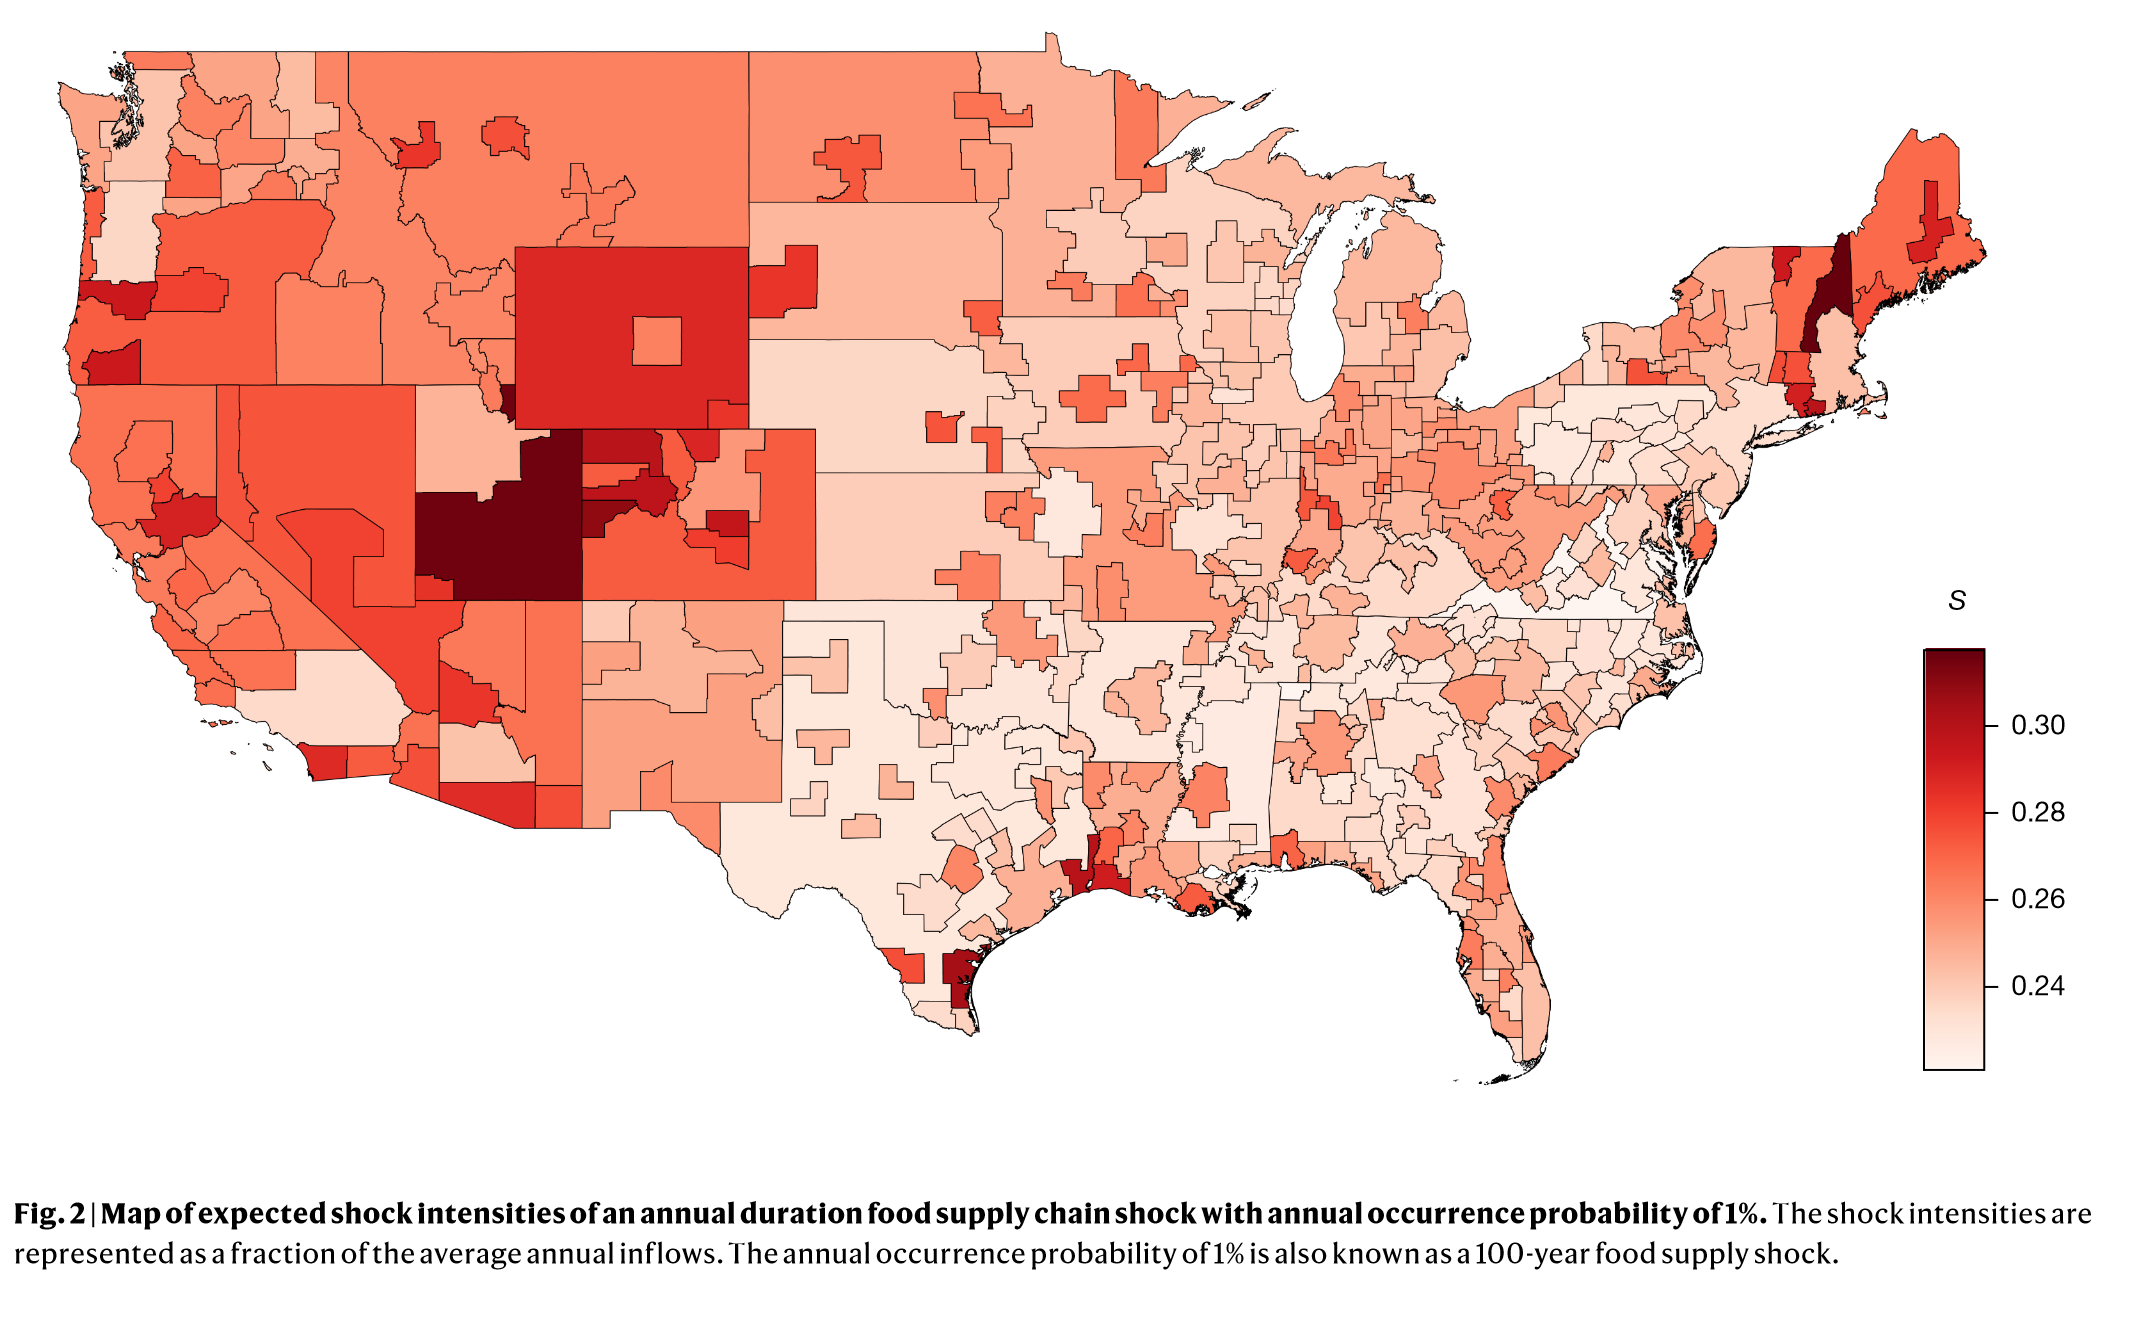 S
0.30
0.28
0.26
0.24
Fig. 2 | Map of expected shock intensities of an annual duration food supply chain shock with annual occurrence probability of 1%. The shock intensities are
represented as a fraction of the average annual inflows. The annual occurrence probability of 1% is also known as a 100-year food supply shock.